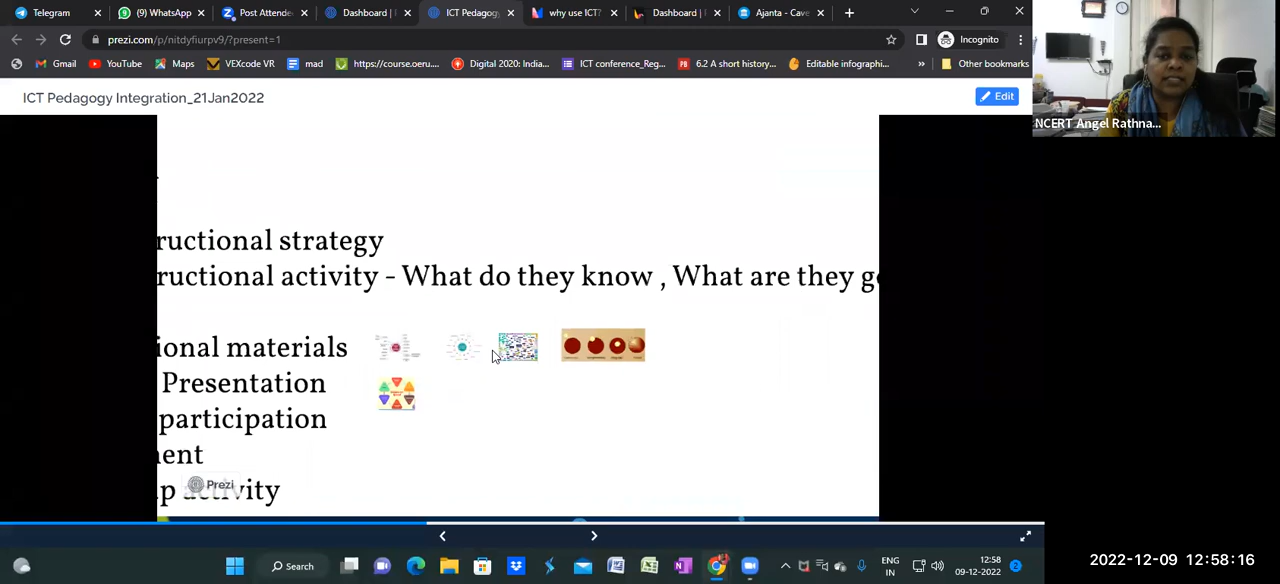 Telegram
(9) WhatsApp
Post Attende
Dashboard |
ICT Pedagog
why use ICT?
Dashboard |
Ajanta - Cave
prezi.com/p/nitdyfiurpv9/?present=1
Incognito
Gmail
YouTube
Maps
VEXcode VR
mad
https://course.oeru....
Digital 2020: India...
ICT conference_Reg...
6.2 A short history...
Editable infographi...
»
Other bookmarks
ICT Pedagogy Integration_21Jan2022
Edit
NCERT Angel Rathna...
ructional strategy
ructional activity - What do they know , What are they g
ional materials
Presentation
participation
ent
Prezi
p activity
Search
ENG
IN
12:58
09-12-2022
2
2022-12-09 12:58:16